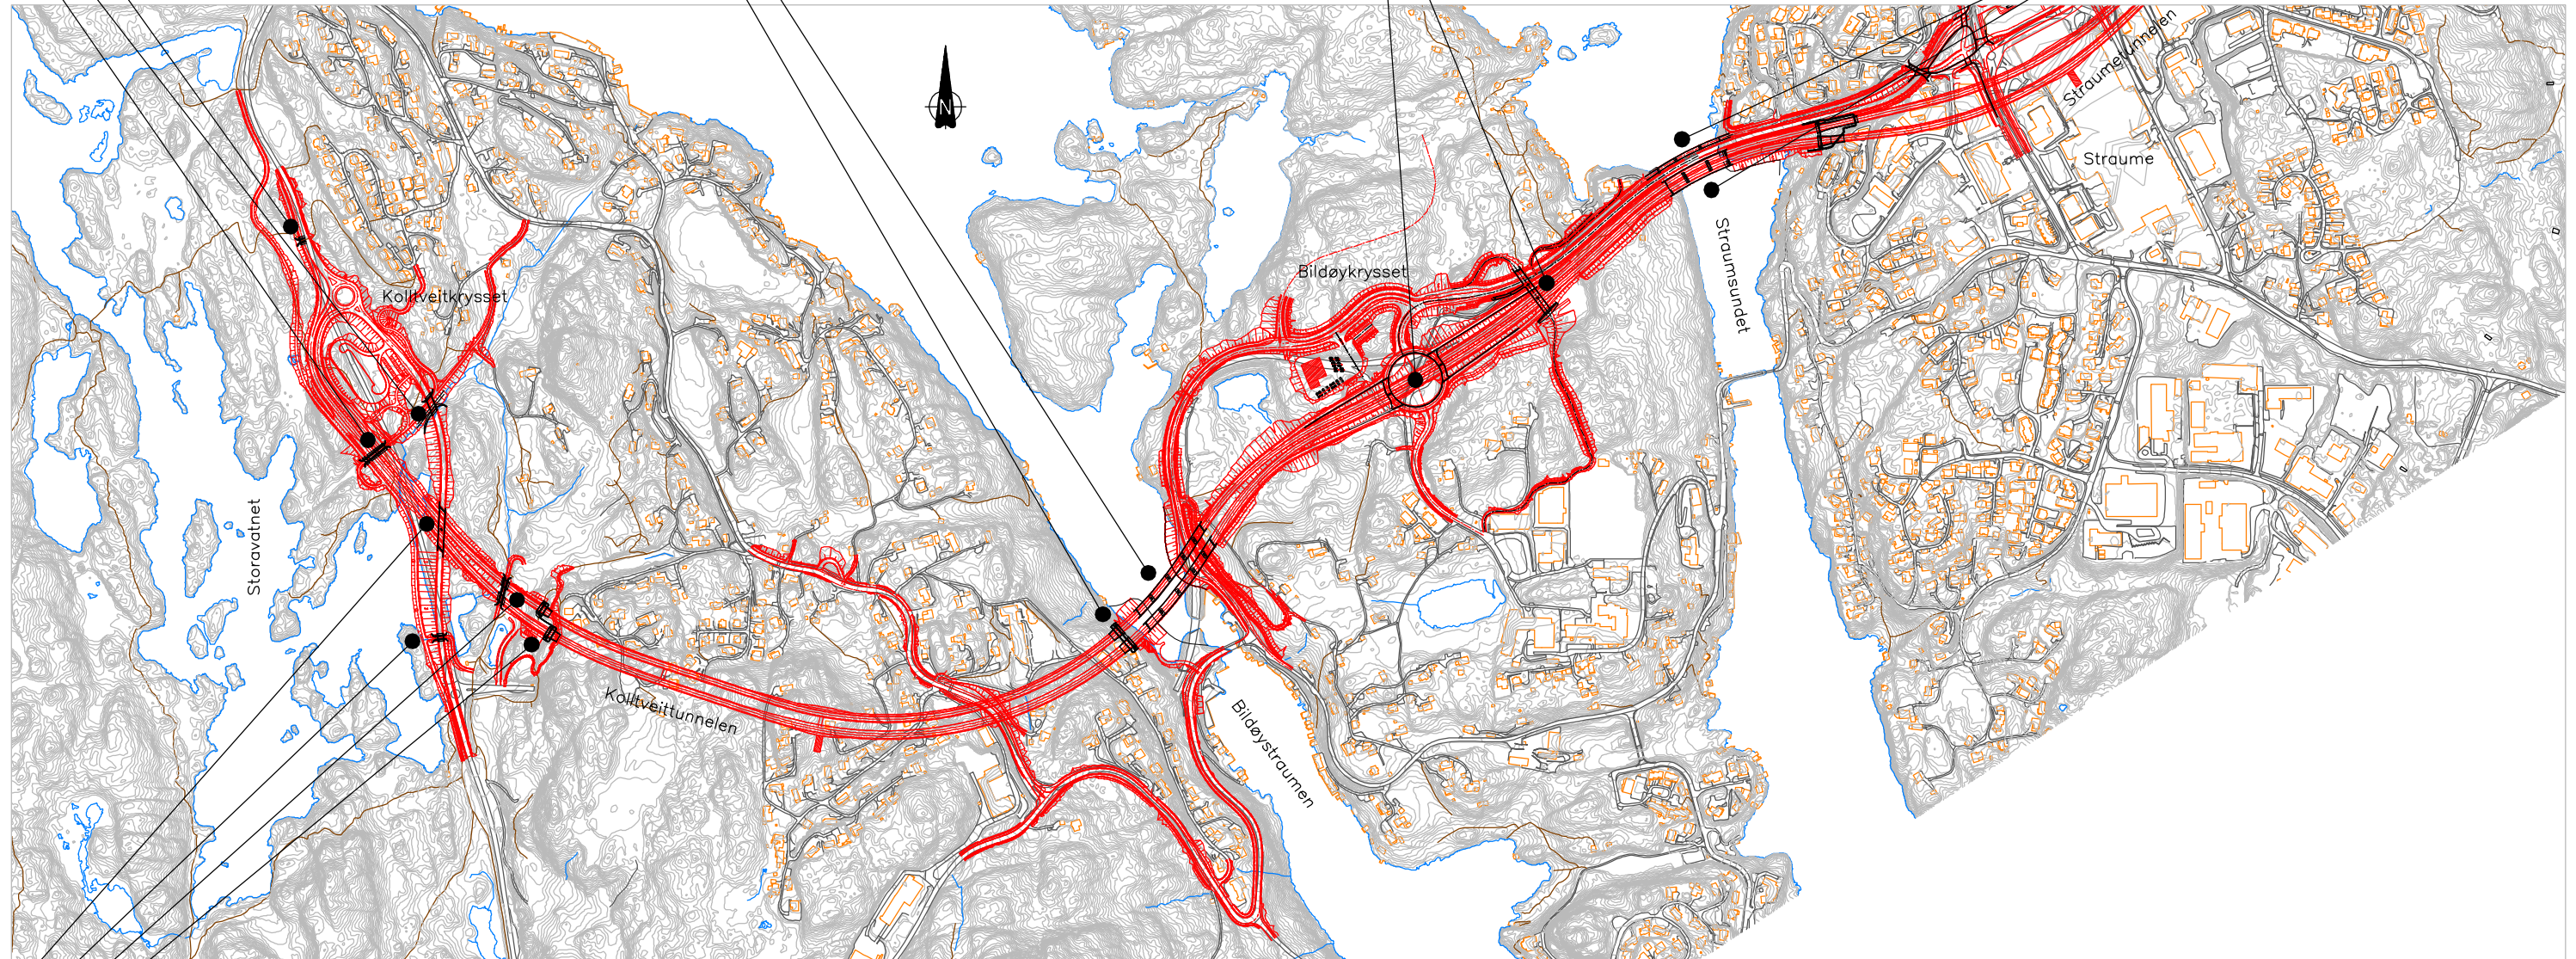 N
Straumetunnelen
Straume
Straumsundet
Bildøykrysset
Kolltveitkrysset
Storavatnet
Kolltveittunnelen
Bildøystraumen